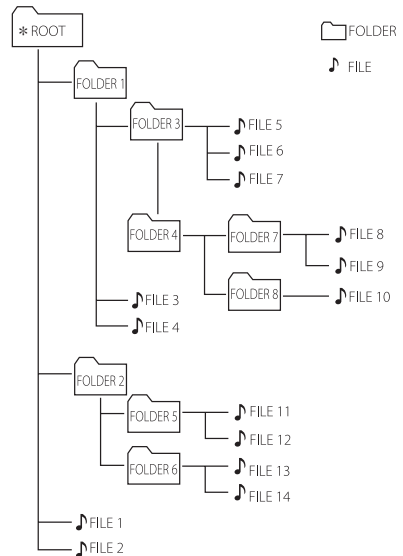 * ROOT
FOLDER
FILE
FOLDER 1
FOLDER 3
FILE 5
FILE 6
FILE 7
FOLDER 4
FOLDER 7
FILE 8
FILE 9
FOLDER 8
FILE 10
FILE 3
FILE 4
FOLDER 2
FOLDER 5
FILE 11
FILE 12
FOLDER 6
FILE 13
FILE 14
FILE 1
FILE 2